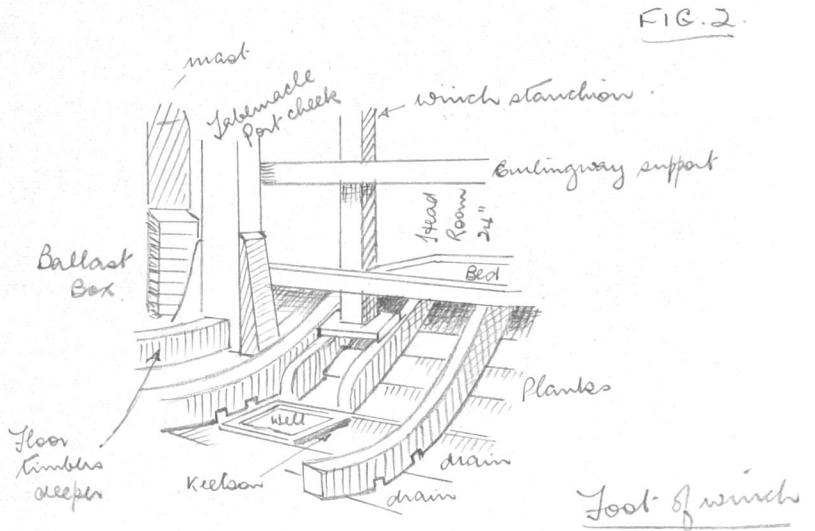 FIG. 2.
mast
Tabernacle
Port cheek
winch stanchion.
support
Head
Room
24"
Ballast
Box
Bed
Planks
Well
Floor
timbers
deeper
Keelson
drain
drain
Foot of winch